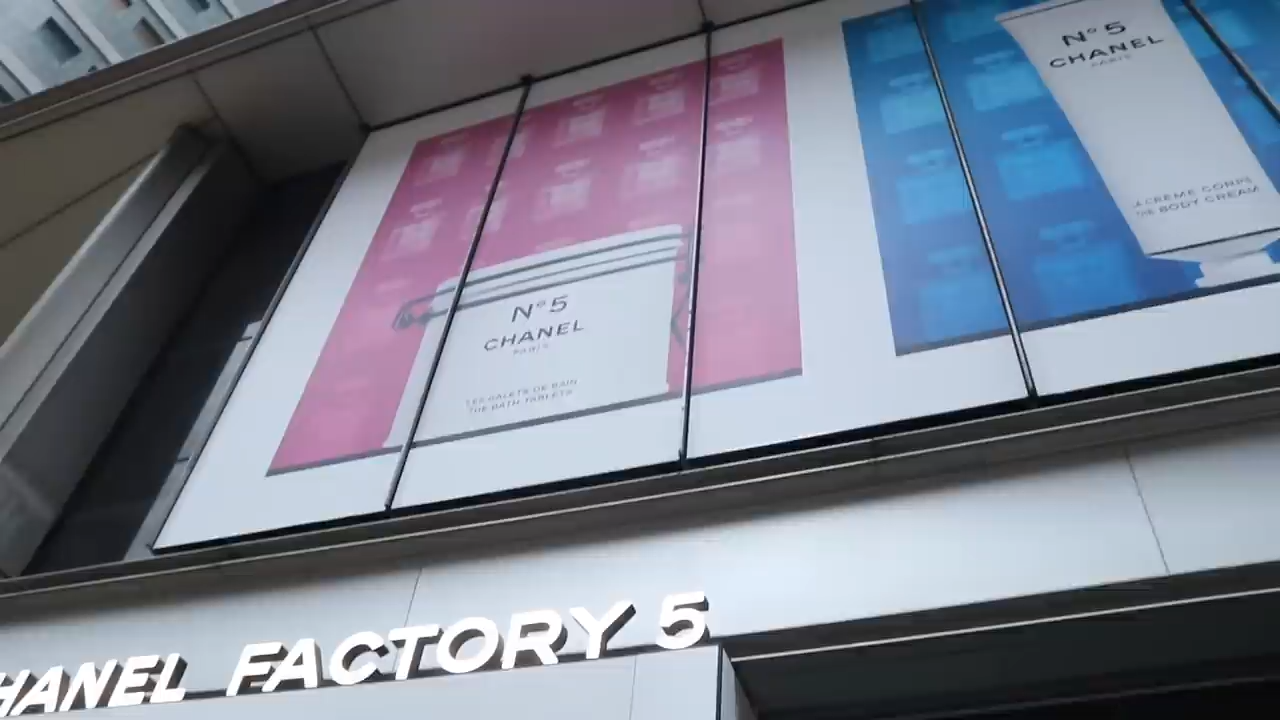 N°5
CHANEL
PARIS
LES GALETS DE BAIN
THE BATH TABLETS
N°5
CHANEL
PARIS
LA CRÈME CORPS
THE BODY CREAM
HANEL FACTORY 5